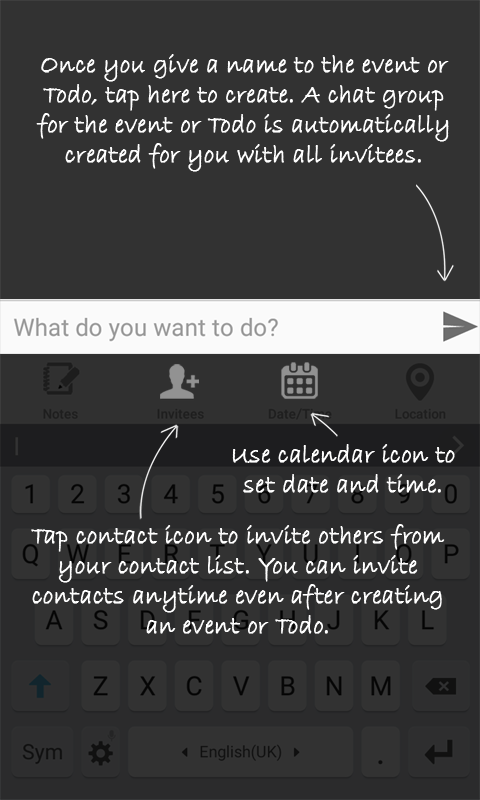 Once you give a name to the event or
Todo, tap here to create. A chat group
for the event or Todo is automatically
created for you with all invitees.
What do you want to do?
Notes
Invitees
Date/Time
Location
Use calendar icon to
set date and time.
1 2 3 4 5 6 7 8 9 0
Tap contact icon to invite others from
your contact list. You can invite
contacts anytime even after creating
an event or Todo.
Q W E R T Y U I O P
A S D F G H J K L
Z X C V B N M
Sym
English(UK)
.